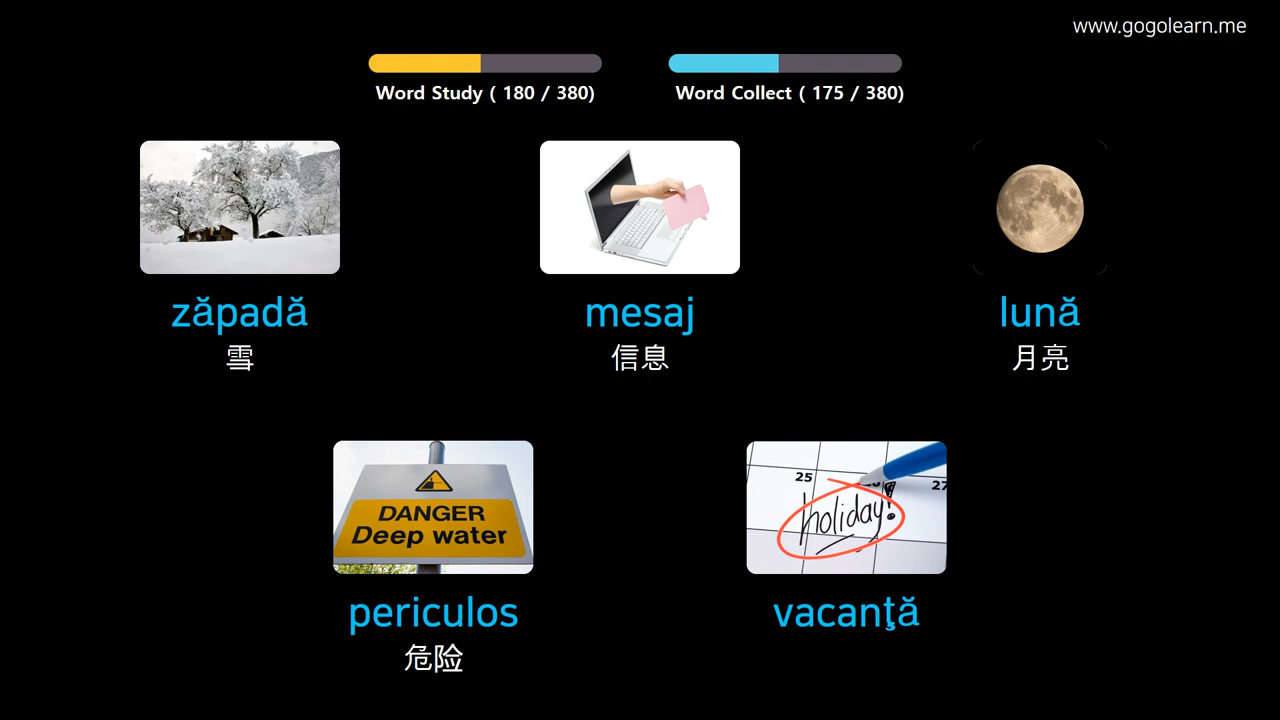 www.gogolearn.me
Word Study ( 180 / 380)
Word Collect ( 175 / 380)
zăpadă
雪
mesaj
信息
lună
月亮
DANGER
Deep water
periculos
危险
25
27
holiday!
vacanţă